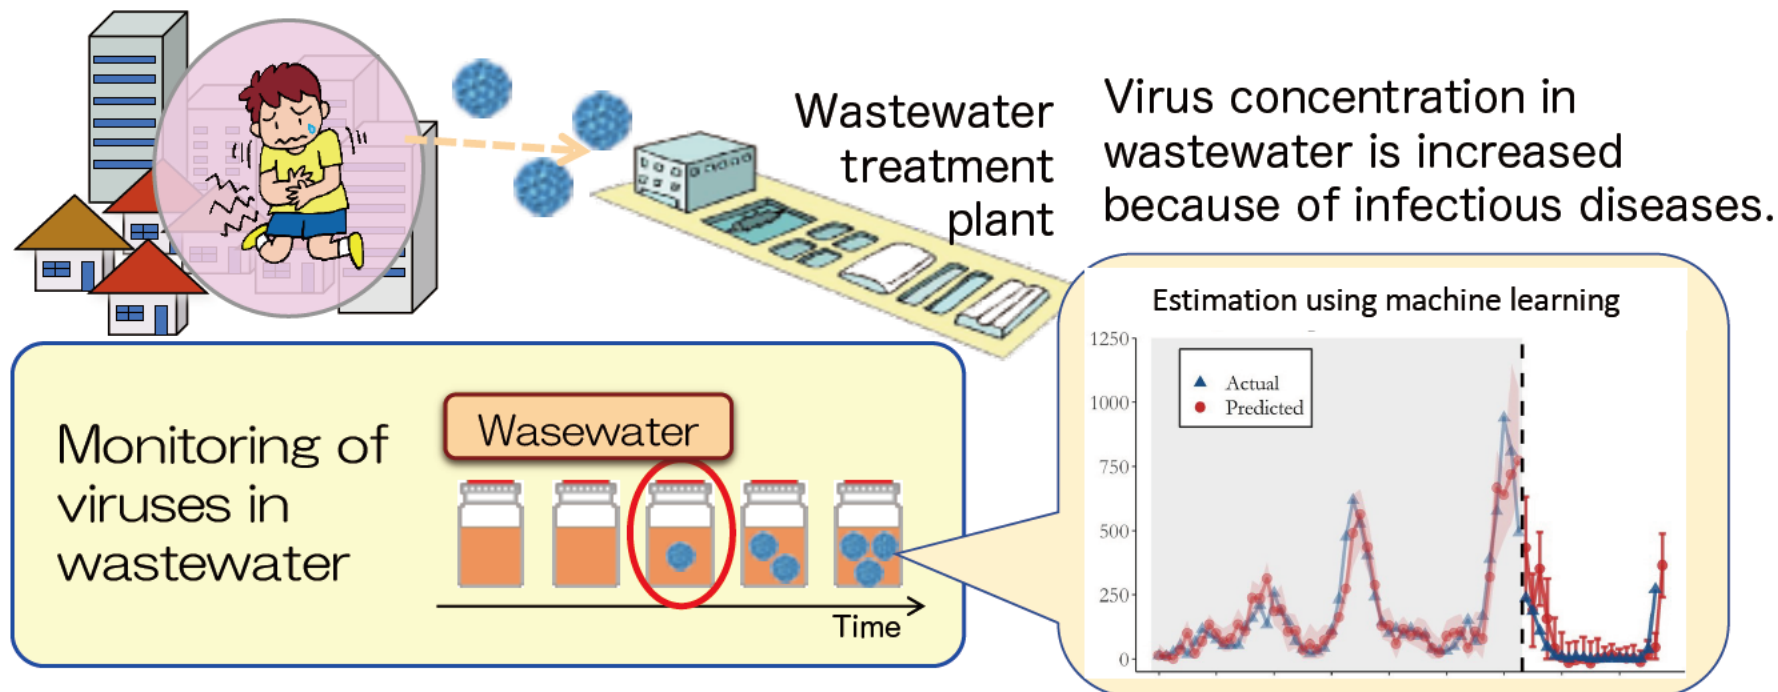 Wastewater
treatment
plant
Virus concentration in
wastewater is increased
because of infectious diseases.
Monitoring of
viruses in
wastewater
Wasewater
Time
Estimation using machine learning
1250
1000
750
500
250
0
Actual
Predicted